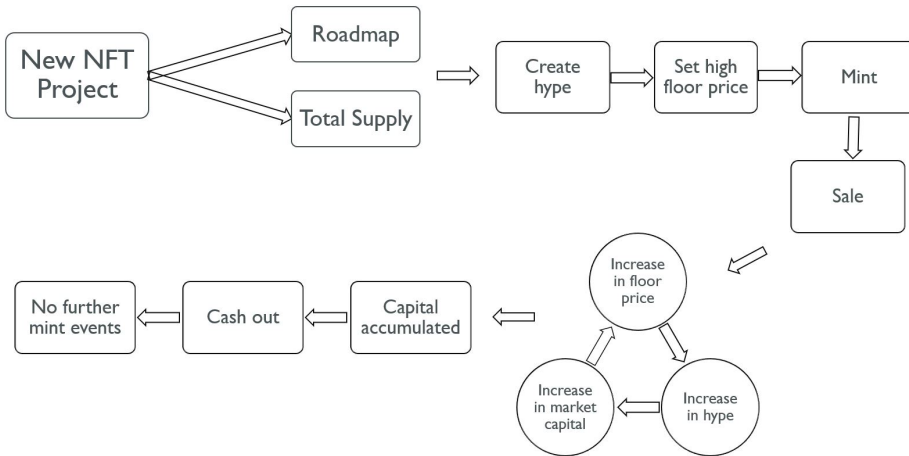 New NFT
Project
Roadmap
Total Supply
Create
hype
Set high
floor price
Mint
Sale
Increase
in floor
price
Increase
in hype
Increase
in market
capital
Capital
accumulated
Cash out
No further
mint events